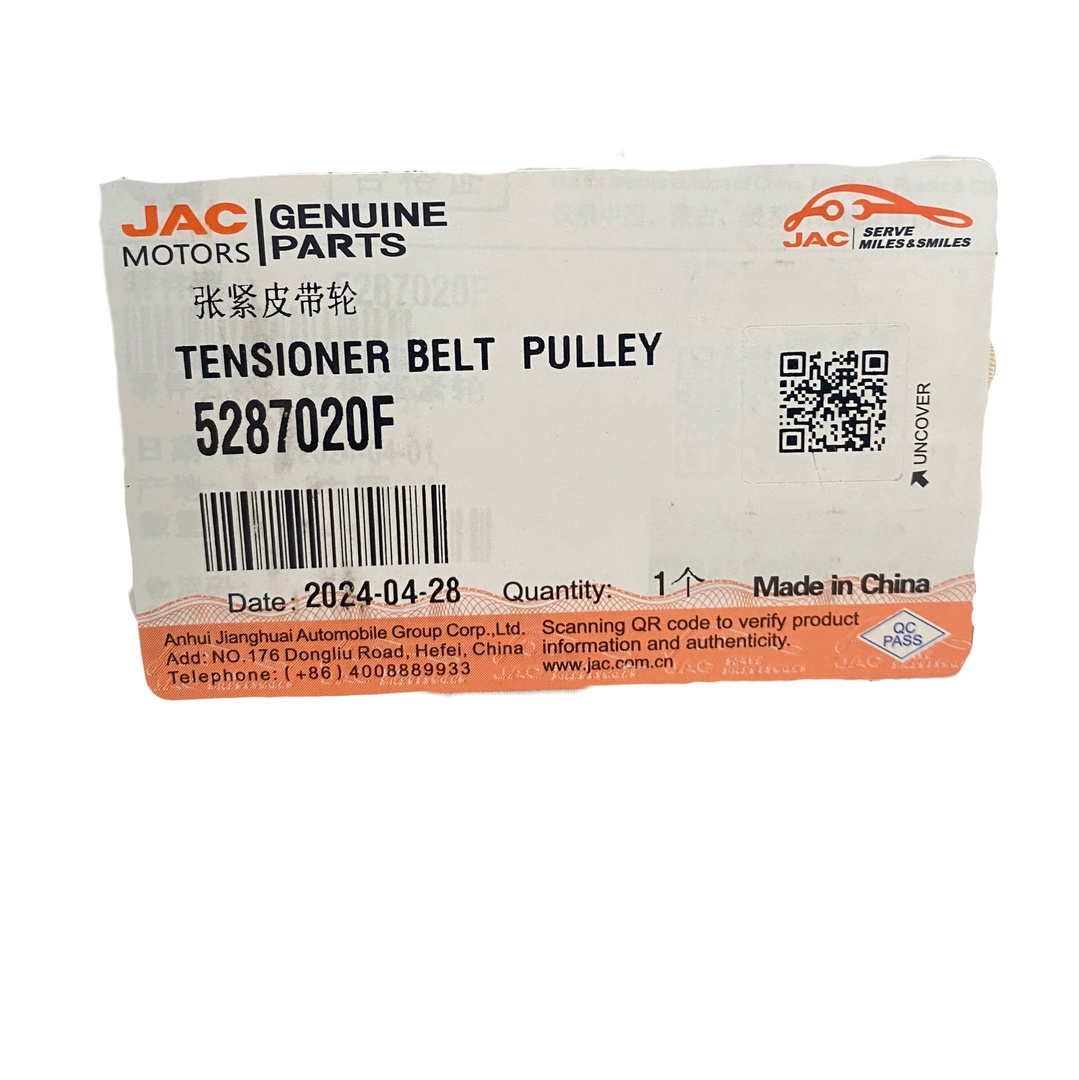 JAC MOTORS GENUINE PARTS
JAC SERVE MILES&SMILES
张紧皮带轮
5287020F
TENSIONER BELT PULLEY
5287020F
UNCOVER
Date: 2024-04-28 Quantity: 1个 Made in China
Anhui Jianghuai Automobile Group Corp.,Ltd.
Add: NO.176 Dongliu Road, Hefei, China
Telephone: (+86) 4008889933
Scanning QR code to verify product
information and authenticity.
www.jac.com.cn
QC
PASS